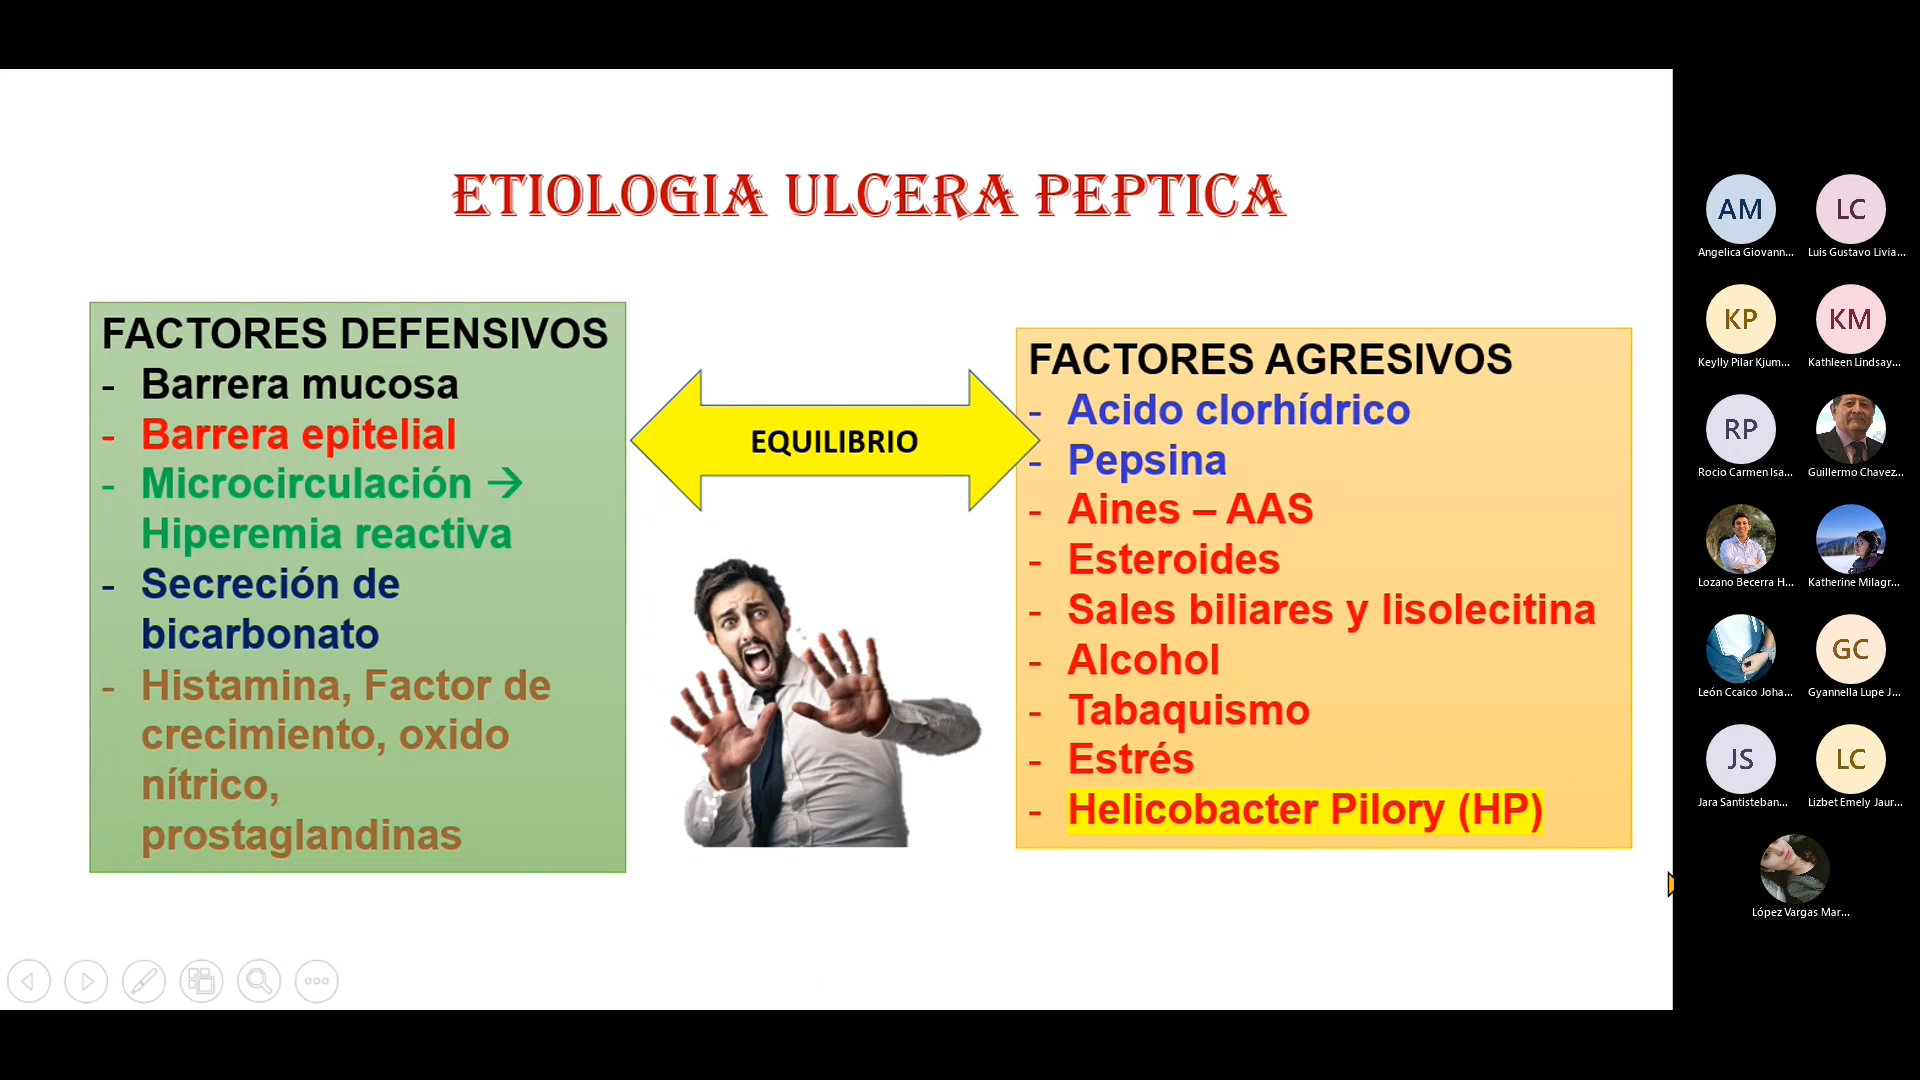 ETIOLOGIA ULCERA PEPTICA
FACTORES DEFENSIVOS
- Barrera mucosa
- Barrera epitelial
- Microcirculación →
Hiperemia reactiva
- Secreción de
bicarbonato
- Histamina, Factor de
crecimiento, oxido
nítrico,
prostaglandinas
EQUILIBRIO
FACTORES AGRESIVOS
- Acido clorhídrico
- Pepsina
- Aines – AAS
- Esteroides
- Sales biliares y lisolecitina
- Alcohol
- Tabaquismo
- Estrés
- Helicobacter Pilory (HP)
AM
Angelica Giovann...
LC
Luis Gustavo Livia...
KP
Keylly Pilar Kjum...
KM
Kathleen Lindsay...
RP
Rocio Carmen Isa...
Guillermo Chavez...
Lozano Becerra H...
Katherine Milagr...
León Ccaico Joha...
GC
Gyannella Lupe J...
JS
Jara Santisteban...
LC
Lizbet Emely Jaur...
López Vargas Mar...